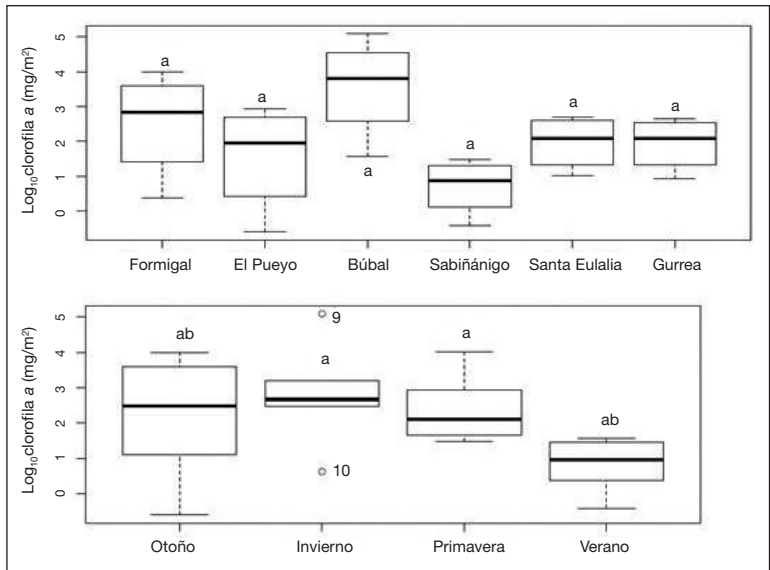 Log₁₀clorofila a (mg/m²)
5
4
3
2
1
0
a
a
a
a
a
a
Formigal
El Pueyo
Búbal
Sabiñánigo
Santa Eulalia
Gurrea
Log₁₀clorofila a (mg/m²)
5
4
3
2
1
0
ab
9
a
10
a
ab
Otoño
Invierno
Primavera
Verano